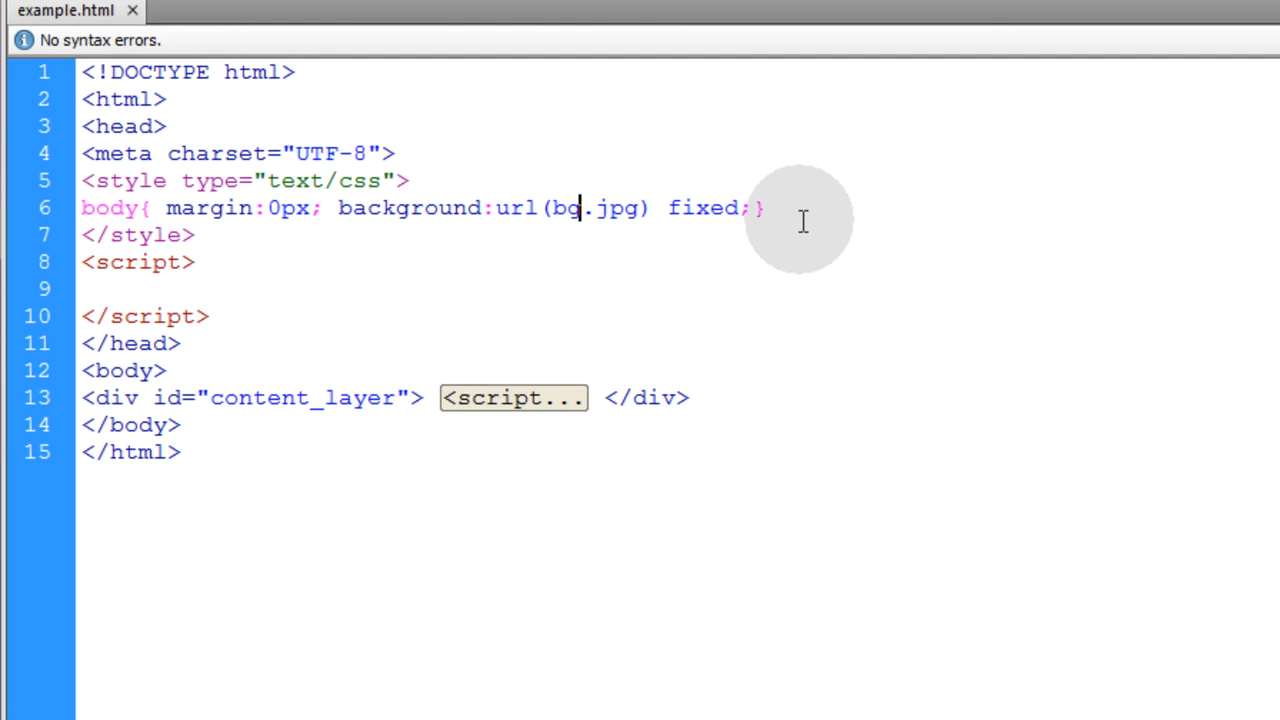 example.html ×
No syntax errors.
1 <!DOCTYPE html>
2 <html>
3 <head>
4 <meta charset="UTF-8">
5 <style type="text/css">
6 body{ margin:0px; background:url(bg.jpg) fixed;}
7 </style>
8 <script>
9
10 </script>
11 </head>
12 <body>
13 <div id="content_layer"> <script... </div>
14 </body>
15 </html>